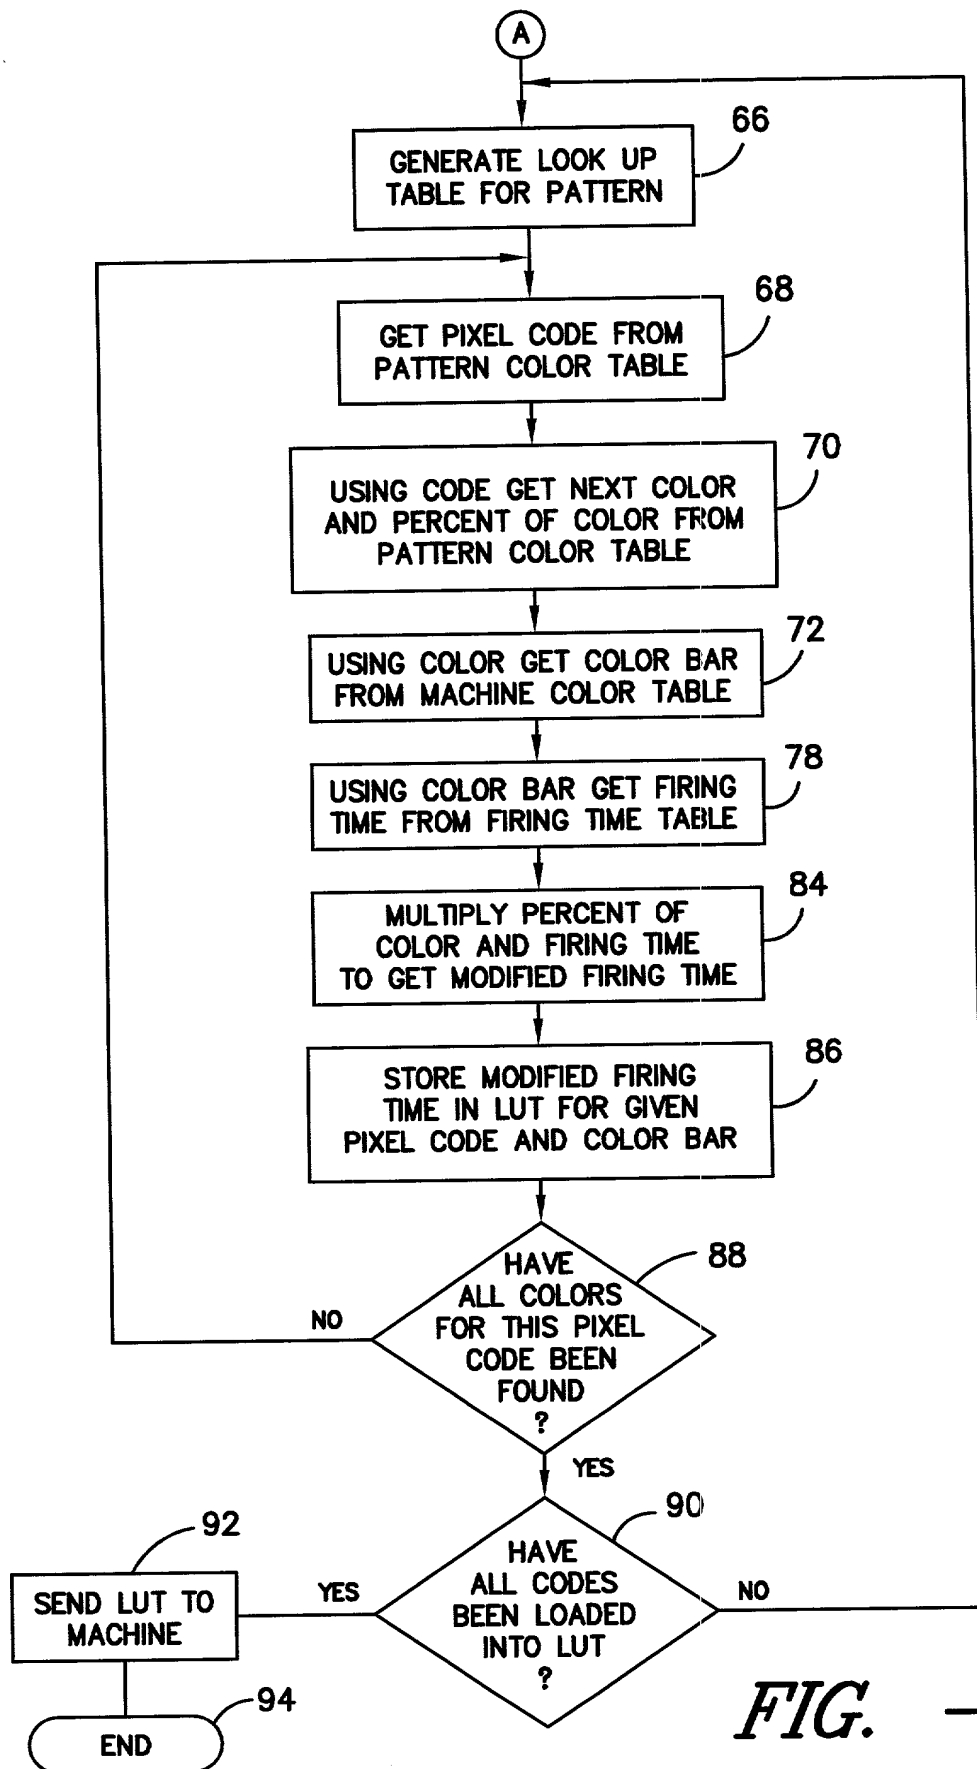 A
66
GENERATE LOOK UP
TABLE FOR PATTERN
68
GET PIXEL CODE FROM
PATTERN COLOR TABLE
70
USING CODE GET NEXT COLOR
AND PERCENT OF COLOR FROM
PATTERN COLOR TABLE
72
USING COLOR GET COLOR BAR
FROM MACHINE COLOR TABLE
78
USING COLOR BAR GET FIRING
TIME FROM FIRING TIME TABLE
84
MULTIPLY PERCENT OF
COLOR AND FIRING TIME
TO GET MODIFIED FIRING TIME
86
STORE MODIFIED FIRING
TIME IN LUT FOR GIVEN
PIXEL CODE AND COLOR BAR
88
HAVE
ALL COLORS
FOR THIS PIXEL
CODE BEEN
FOUND
?
NO
YES
90
HAVE
ALL CODES
BEEN LOADED
INTO LUT
?
YES
NO
92
SEND LUT TO
MACHINE
94
END
FIG. -